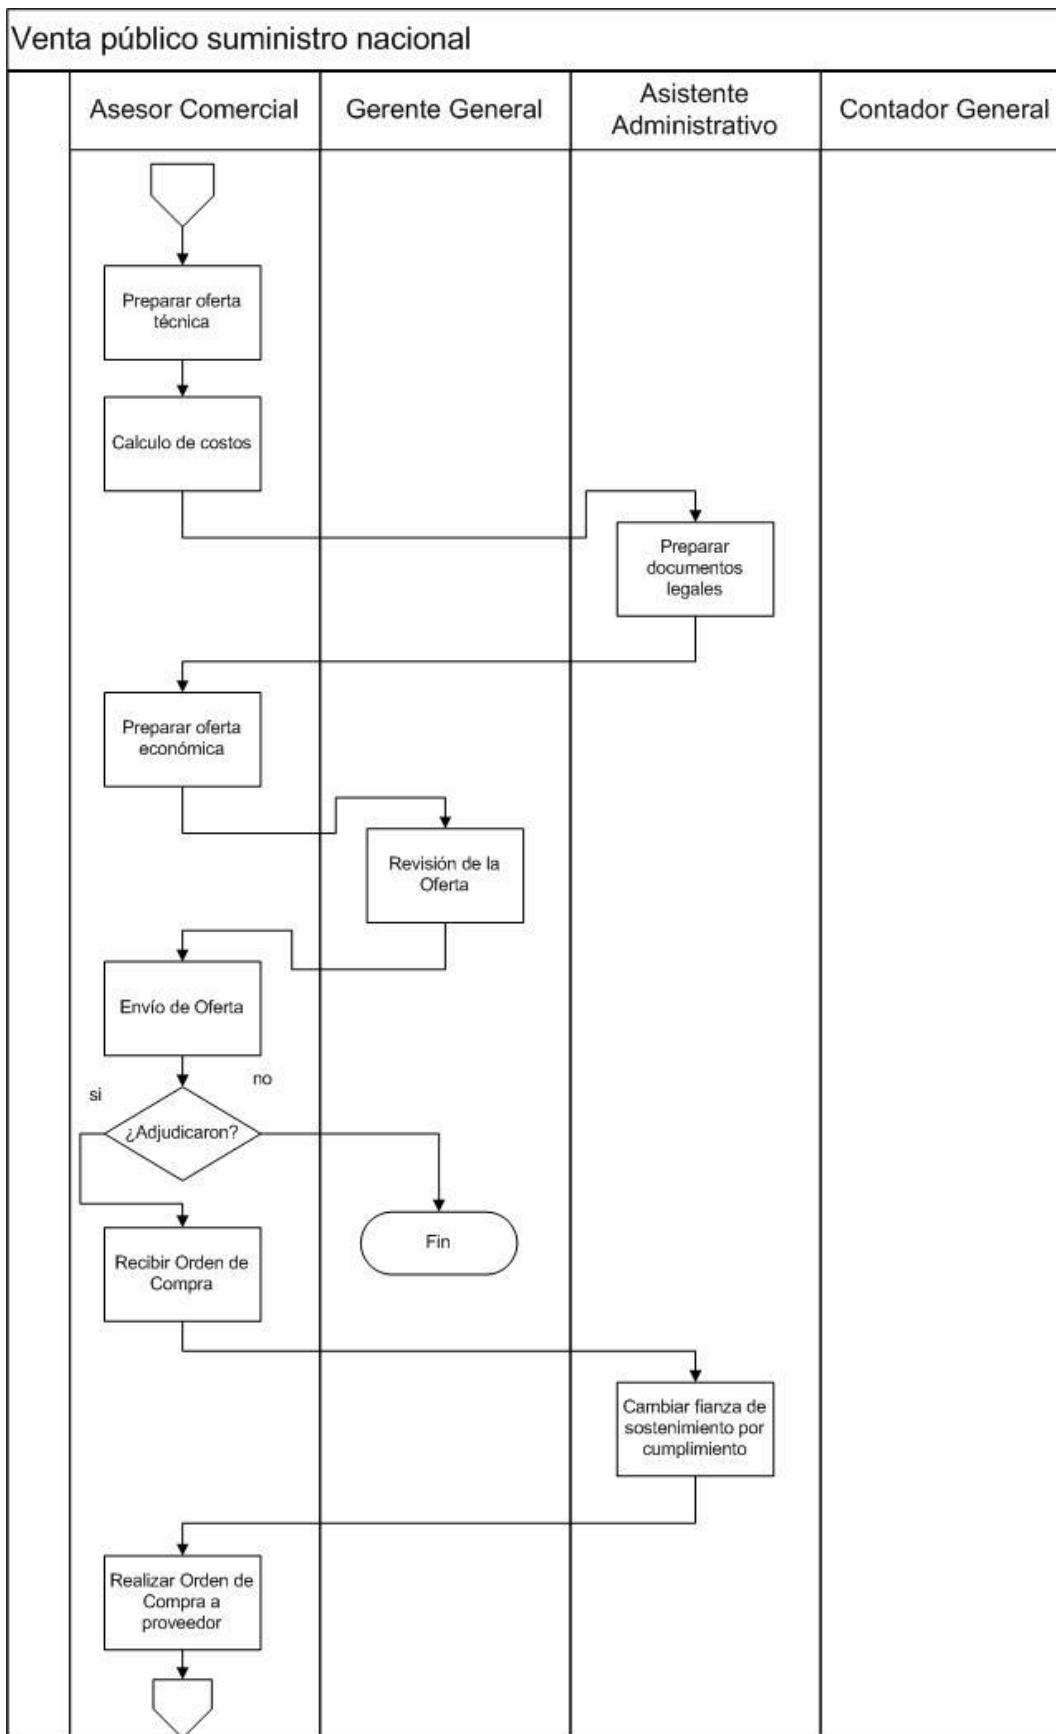 Venta público suministro nacional
Asesor Comercial
Gerente General
Asistente
Administrativo
Contador General
Preparar oferta
técnica
Calculo de costos
Preparar
documentos
legales
Preparar oferta
económica
Revisión de la
Oferta
Envío de Oferta
si
no
¿Adjudicaron?
Recibir Orden de
Compra
Fin
Cambiar fianza de
sostenimiento por
cumplimiento
Realizar Orden de
Compra a
proveedor